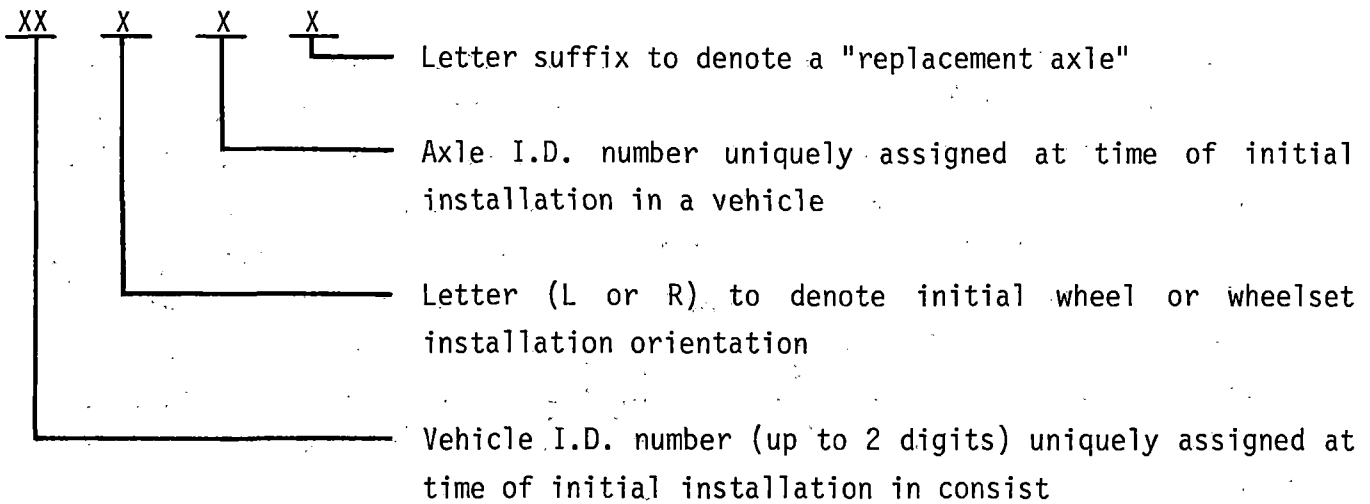 XX X X X
Letter suffix to denote a "replacement axle"
Axle I.D. number uniquely assigned at time of initial
installation in a vehicle
Letter (L or R) to denote initial wheel or wheelset
installation orientation
Vehicle I.D. number (up to 2 digits) uniquely assigned at
time of initial installation in consist